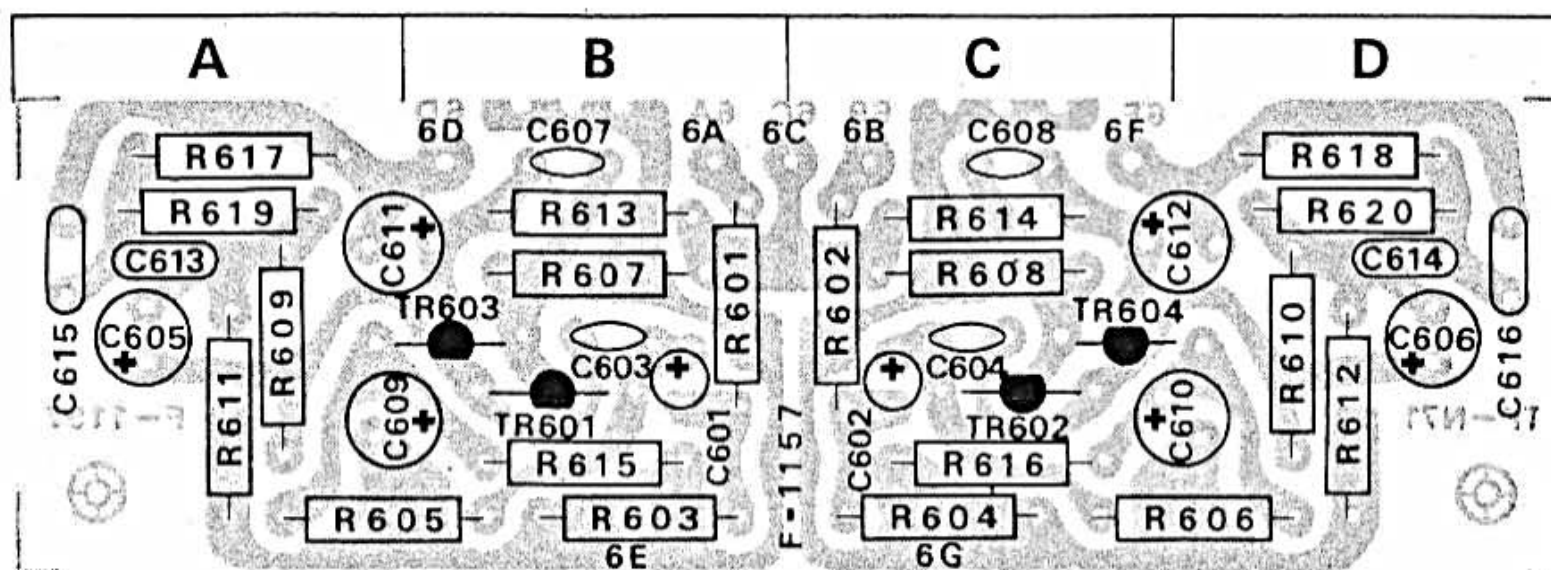 A B C D
6D C607 6A 6C 6B C608 6F
R617 R618
R619 C611 R613 R614 C612 R620
C613 R607 R601 R602 R608 C614
C615 C605 R609 TR603 TR604 R610 C606 C616
R611 C609 C603 C604 C610 R612
TR601 C601 F-1157 C602 TR602
R615 R616
R605 R603 R604 R606
6E 6G